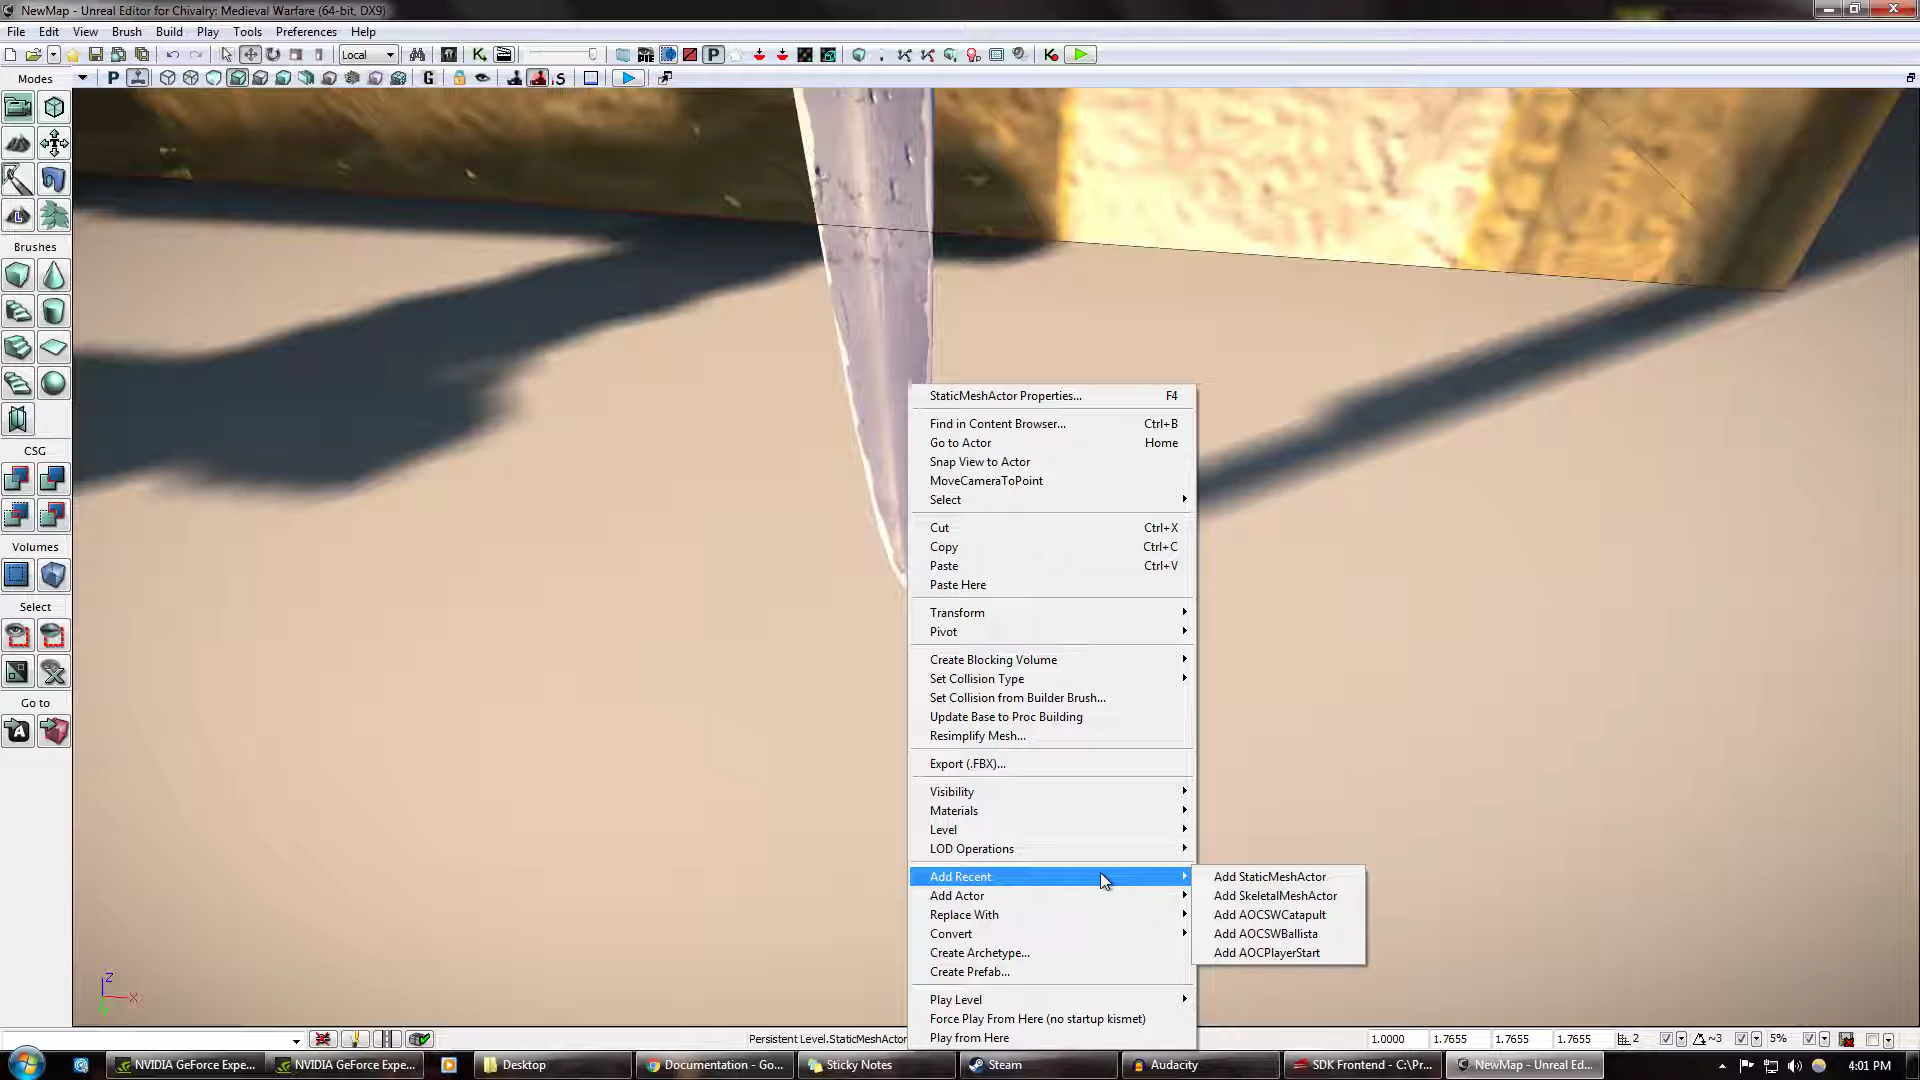 NewMap - Unreal Editor for Chivalry: Medieval Warfare (64-bit, DX9)
File Edit View Brush Build Play Tools Preferences Help
Local
Modes
P G S
Brushes
CSG
Volumes
Select
Go to
StaticMeshActor Properties... F4
Find in Content Browser... Ctrl+B
Go to Actor Home
Snap View to Actor
MoveCameraToPoint
Select
Cut Ctrl+X
Copy Ctrl+C
Paste Ctrl+V
Paste Here
Transform
Pivot
Create Blocking Volume
Set Collision Type
Set Collision from Builder Brush...
Update Base to Proc Building
Resimplify Mesh...
Export (.FBX)...
Visibility
Materials
Level
LOD Operations
Add Recent
Add Actor
Replace With
Convert
Create Archetype...
Create Prefab...
Play Level
Force Play From Here (no startup kismet)
Play from Here
Add StaticMeshActor
Add SkeletalMeshActor
Add AOCSWCatapult
Add AOCSWBallista
Add AOCPlayerStart
Z
X
Persistent Level.StaticMeshActor
1.0000 1.7655 1.7655 1.7655 2 ~3 5%
NVIDIA GeForce Expe... NVIDIA GeForce Expe... Desktop Documentation - Go... Sticky Notes Steam Audacity SDK Frontend - C:\Pr... NewMap - Unreal Ed... 4:01 PM